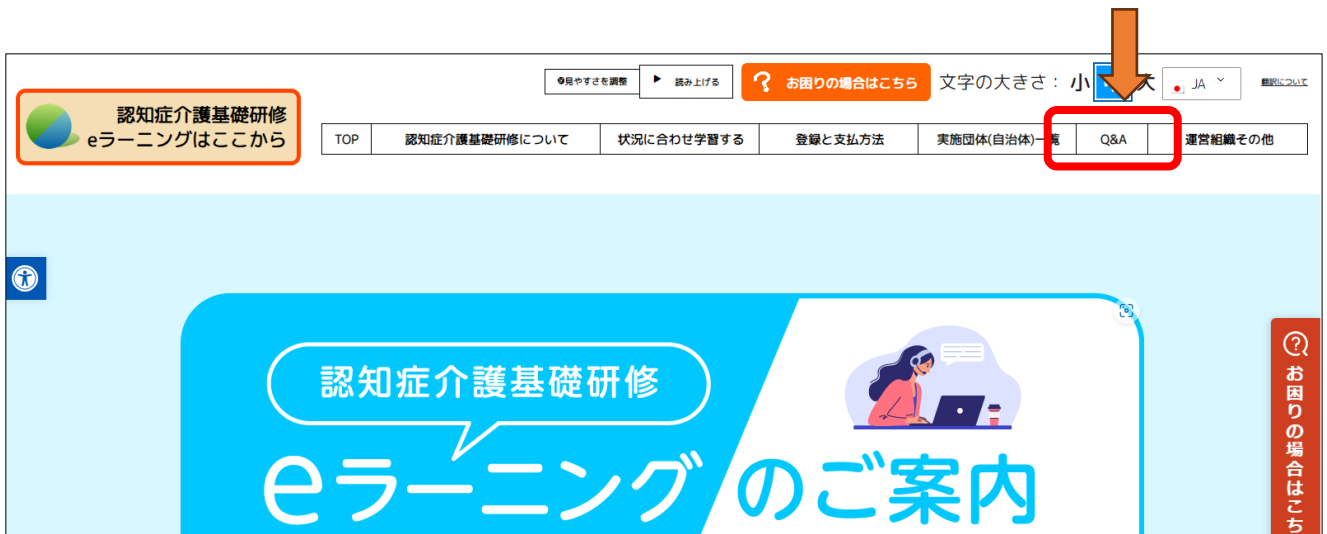 見やすさを調整 読み上げる お困りの場合はこちら 文字の大きさ： 小 大 JA 翻訳について
認知症介護基礎研修
eラーニングはここから
TOP 認知症介護基礎研修について 状況に合わせ学習する 登録と支払方法 実施団体(自治体)一覧 Q&A 運営組織その他
認知症介護基礎研修
eラーニングのご案内
お困りの場合はこち